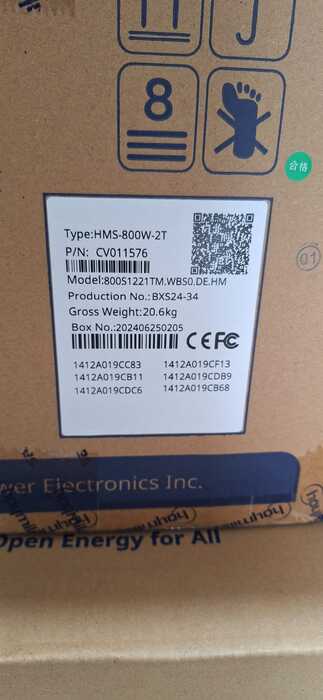 8
合格
01
Type:HMS-800W-2T
P/N: CV011576
Model:800S1221TM.WBS0.DE.HM
Production No.:BXS24-34
Gross Weight:20.6kg
Box No.:202406250205
CE FC
1412A019CC83 1412A019CF13
1412A019CB11 1412A019CDB9
1412A019CDC6 1412A019CB68
wer Electronics Inc.
Open Energy for All